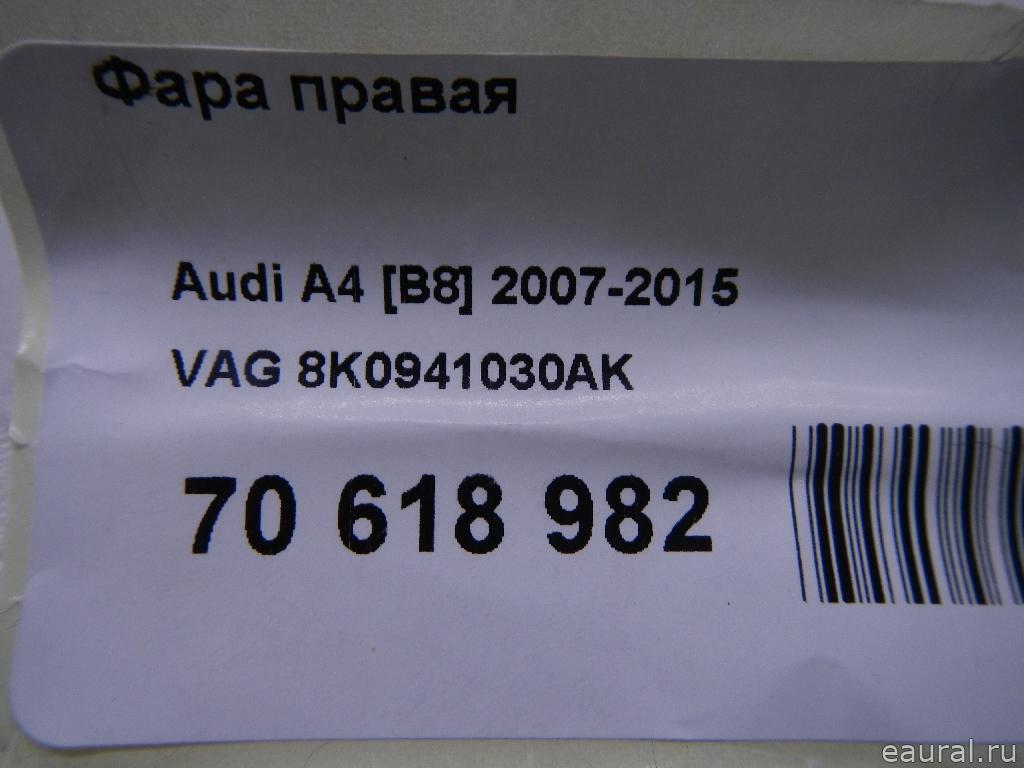 Фара правая
Audi A4 [B8] 2007-2015
VAG 8K0941030AK
70 618 982
eaural.ru